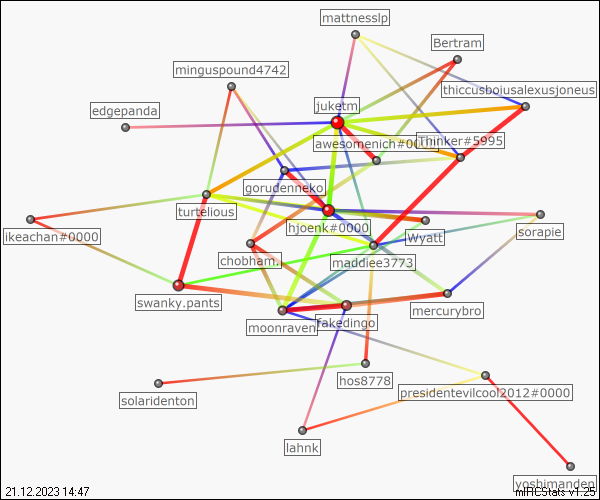 mattnesslp
Bertram
minguspound4742
thiccusboiusalexusjoneus
edgepanda
juketm
awesomenich#0
Thinker#5995
gorudenneko
turtelious
hjoenk#0000
Wyatt
sorapie
ikeachan#0000
chobham.
maddiee3773
swanky.pants
moonraven
fakedingo
mercurybro
hos8778
presidentevilcool2012#0000
solaridenton
lahnk
yoshimanden
21.12.2023 14:47
mIRCStats v1.25